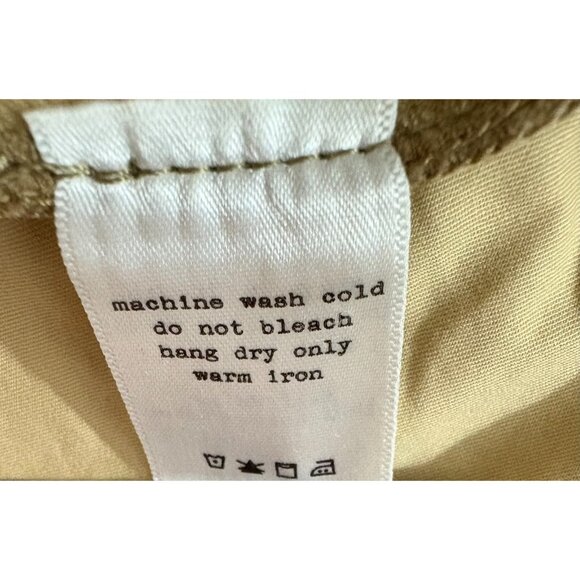 machine wash cold
do not bleach
hang dry only
warm iron